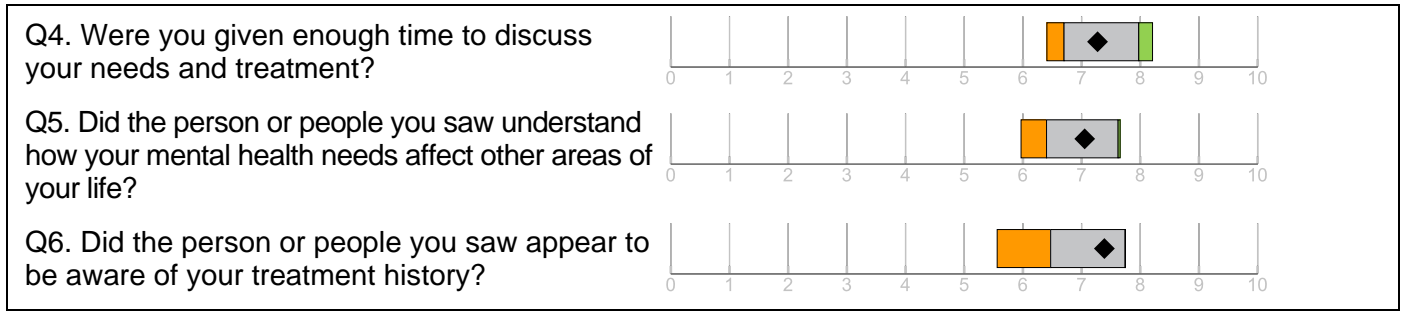 Q4. Were you given enough time to discuss
your needs and treatment?
0 1 2 3 4 5 6 7 8 9 10
Q5. Did the person or people you saw understand
how your mental health needs affect other areas of
your life?
0 1 2 3 4 5 6 7 8 9 10
Q6. Did the person or people you saw appear to
be aware of your treatment history?
0 1 2 3 4 5 6 7 8 9 10